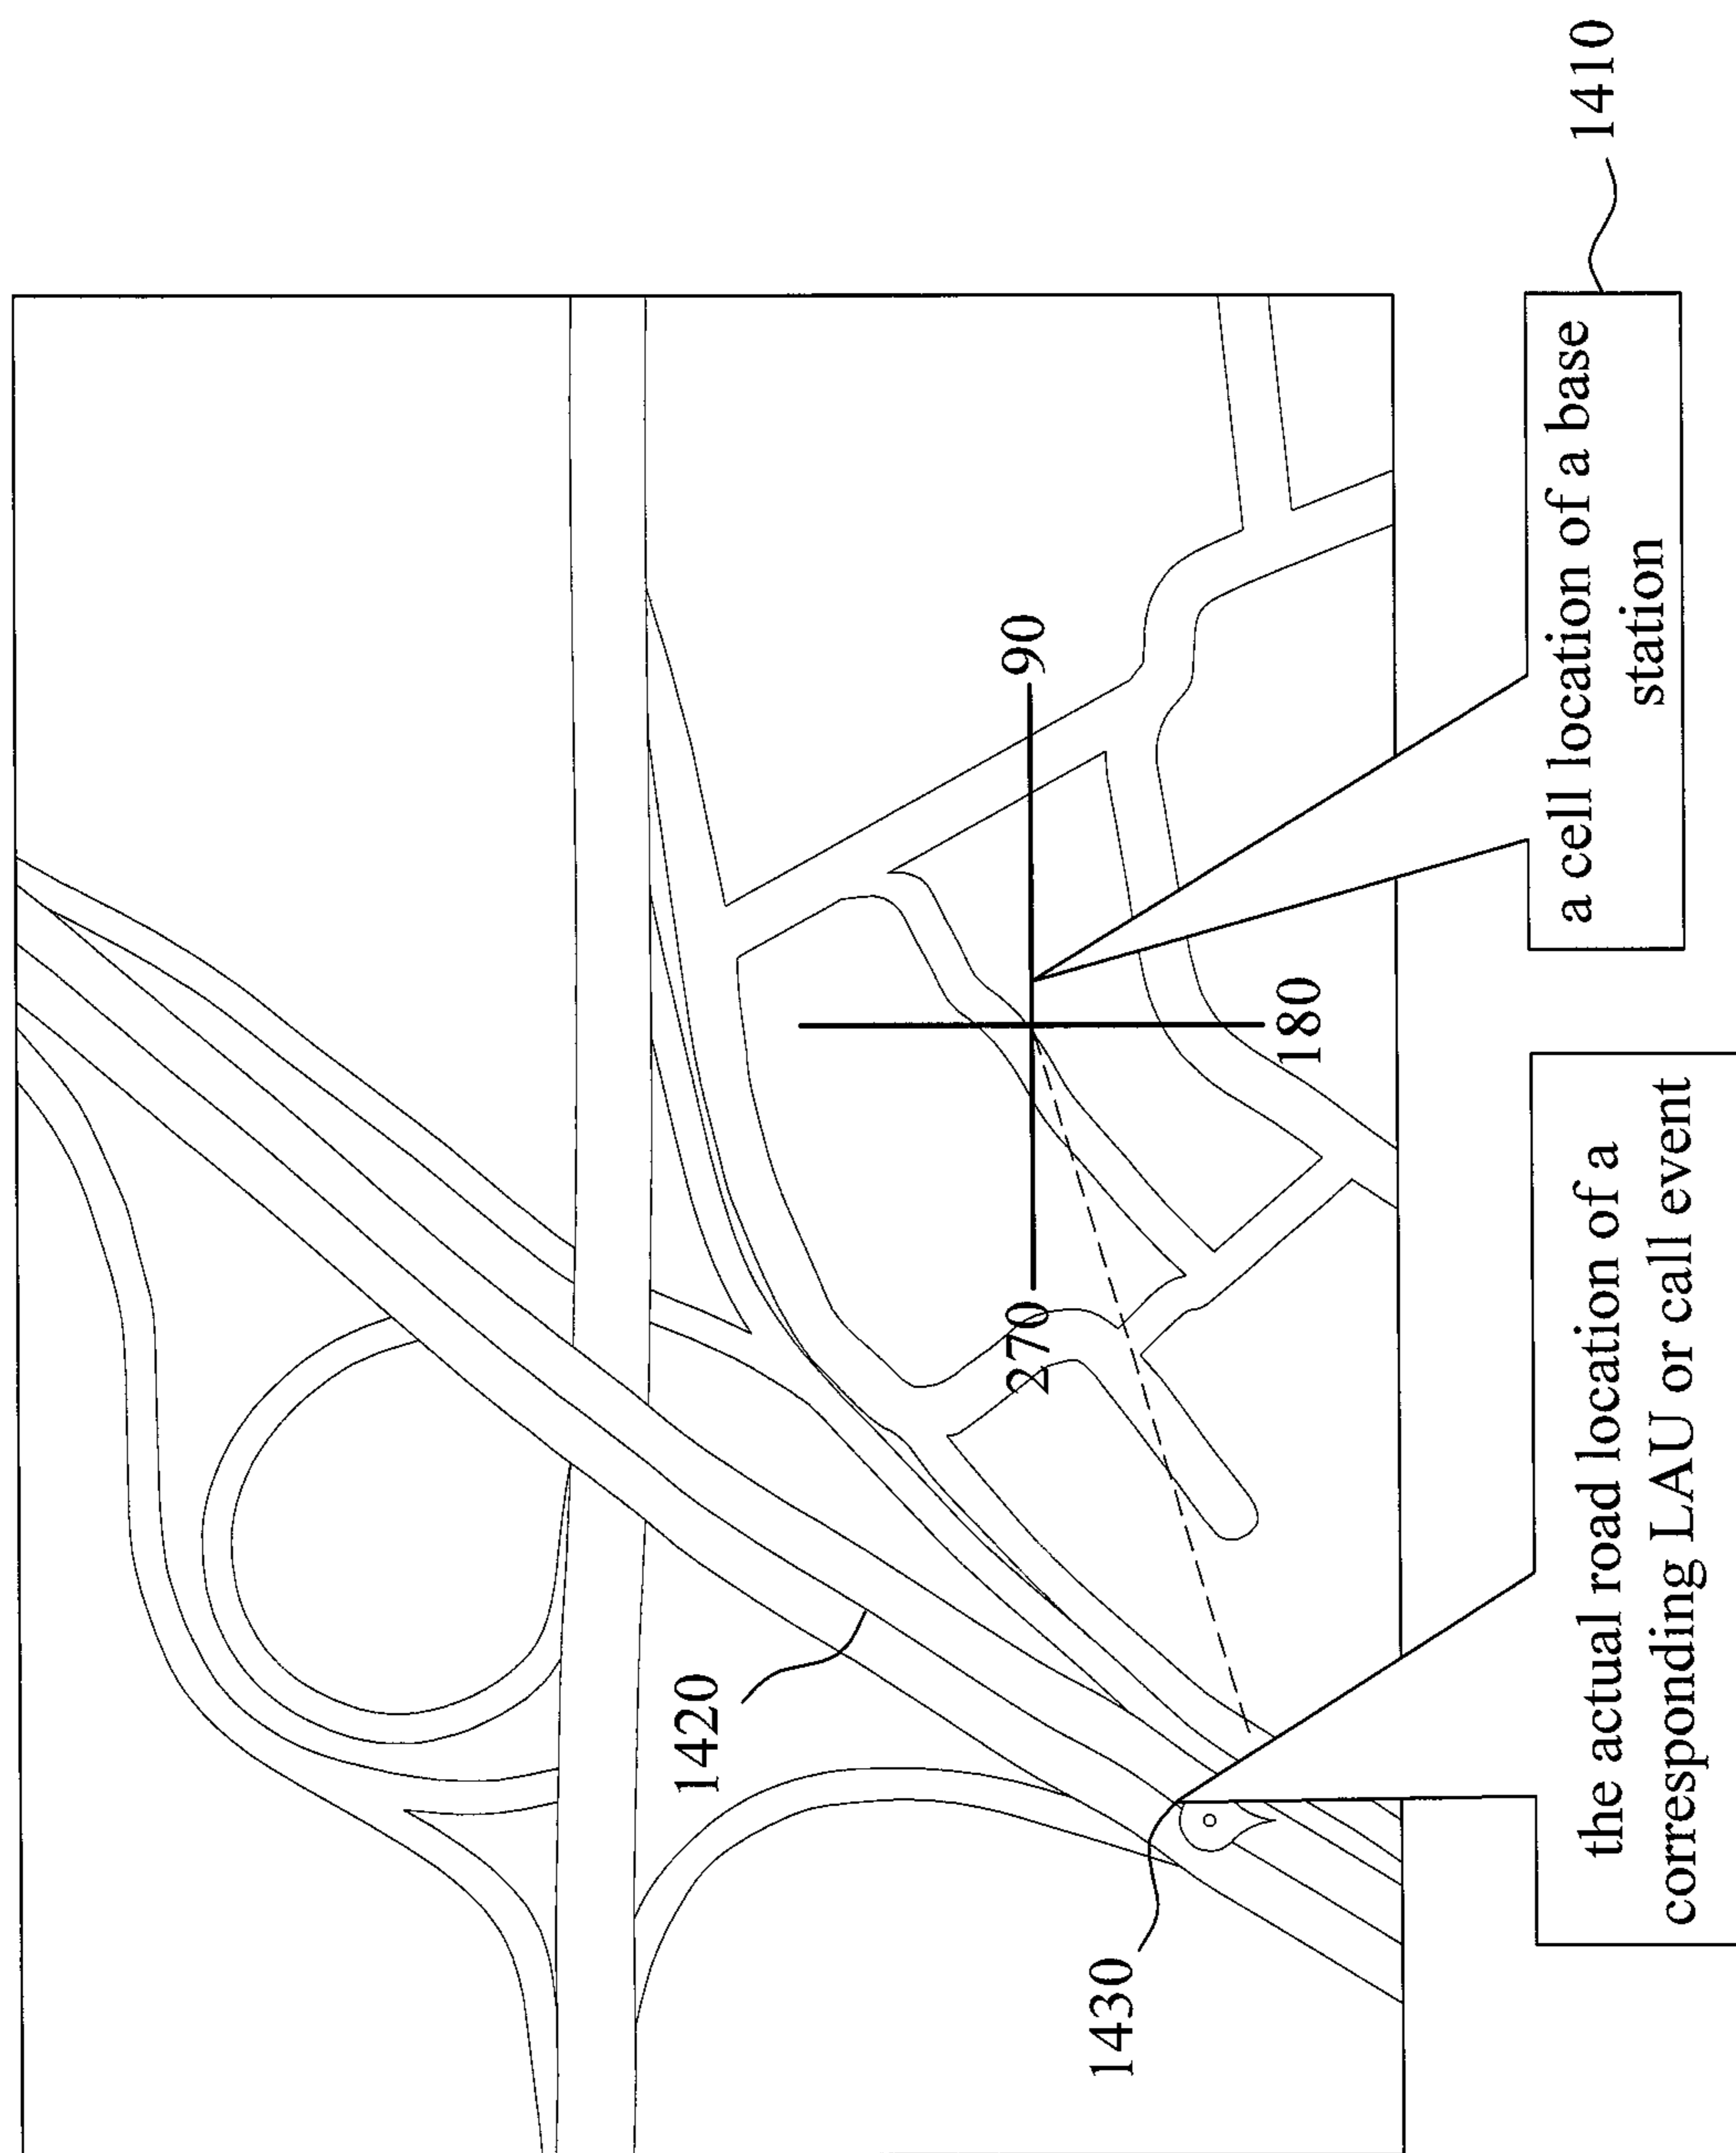 1420
1430
270
90
180
the actual road location of a
corresponding LAU or call event
a cell location of a base
station
1410